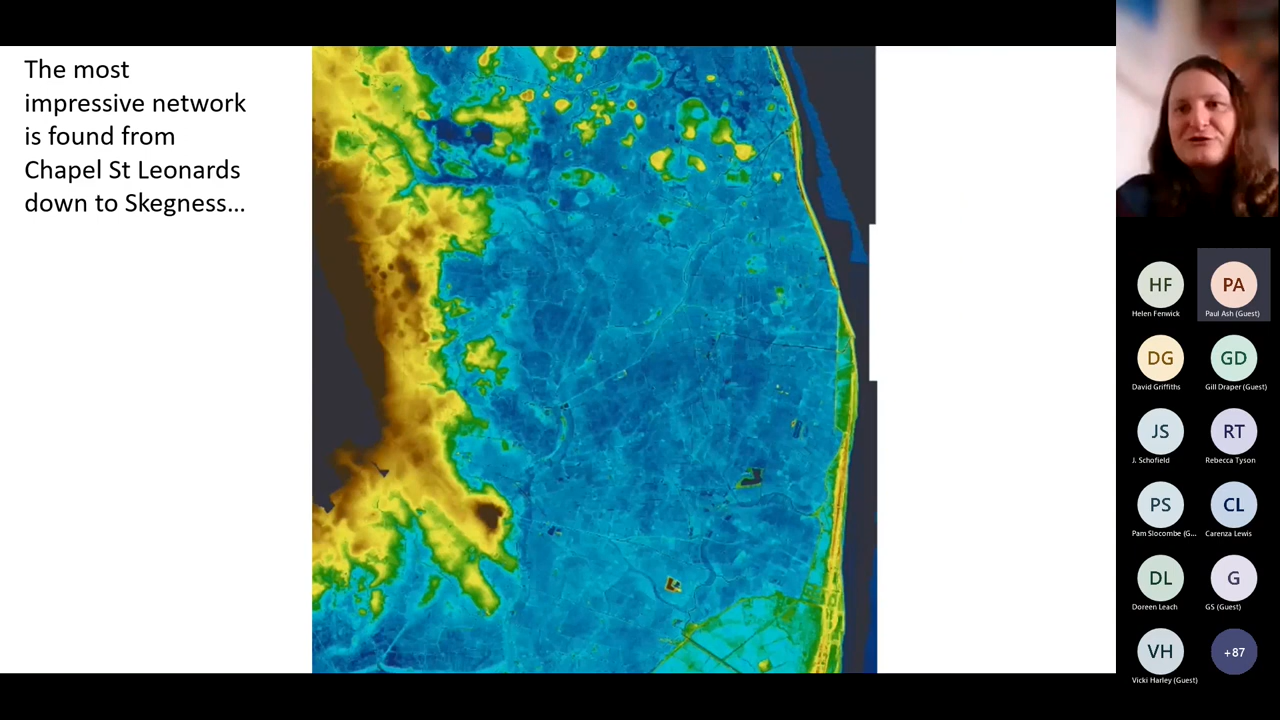 The most
impressive network
is found from
Chapel St Leonards
down to Skegness...
HF
Helen Fenwick
PA
Paul Ash (Guest)
DG
David Griffiths
GD
Gill Draper (Guest)
JS
J. Schofield
RT
Rebecca Tyson
PS
Pam Slocombe (G...
CL
Carenza Lewis
DL
Doreen Leach
G
GS (Guest)
VH
Vicki Harley (Guest)
+87